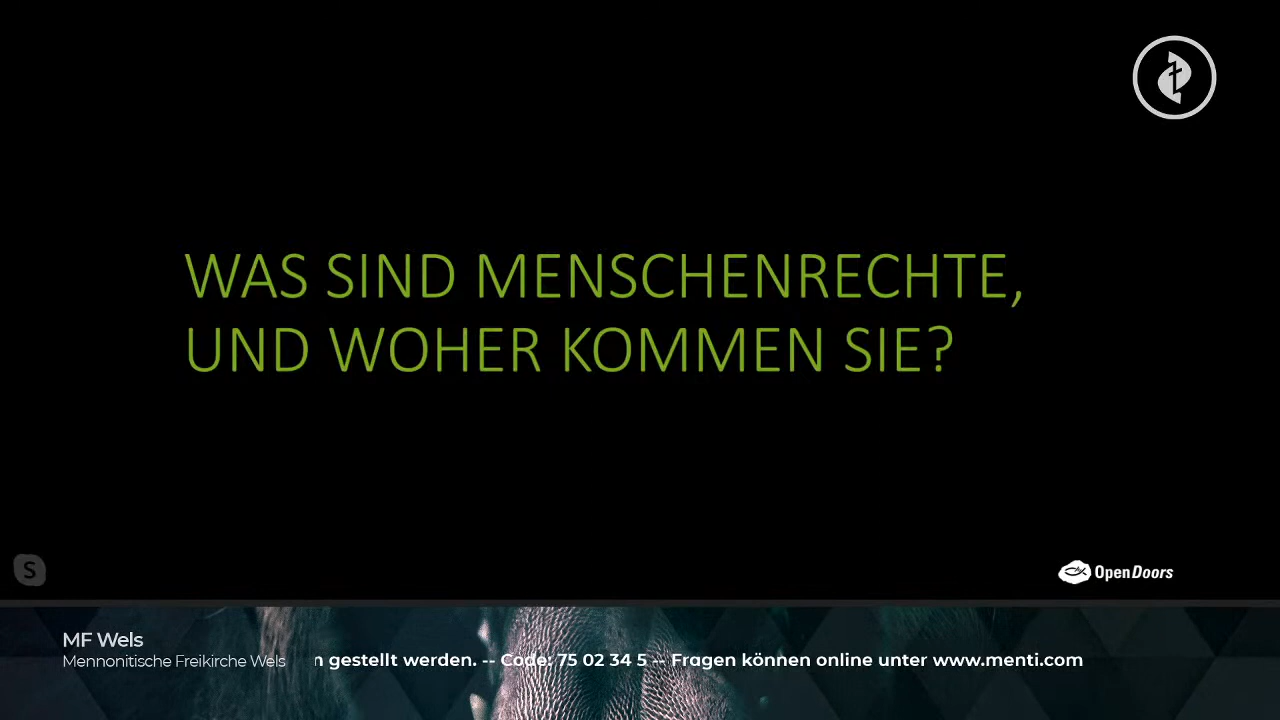 WAS SIND MENSCHENRECHTE,
UND WOHER KOMMEN SIE?
S
OpenDoors
MF Wels
Mennonitische Freikirche Wels
n gestellt werden. -- Code: 75 02 34 5 -- Fragen können online unter www.menti.com